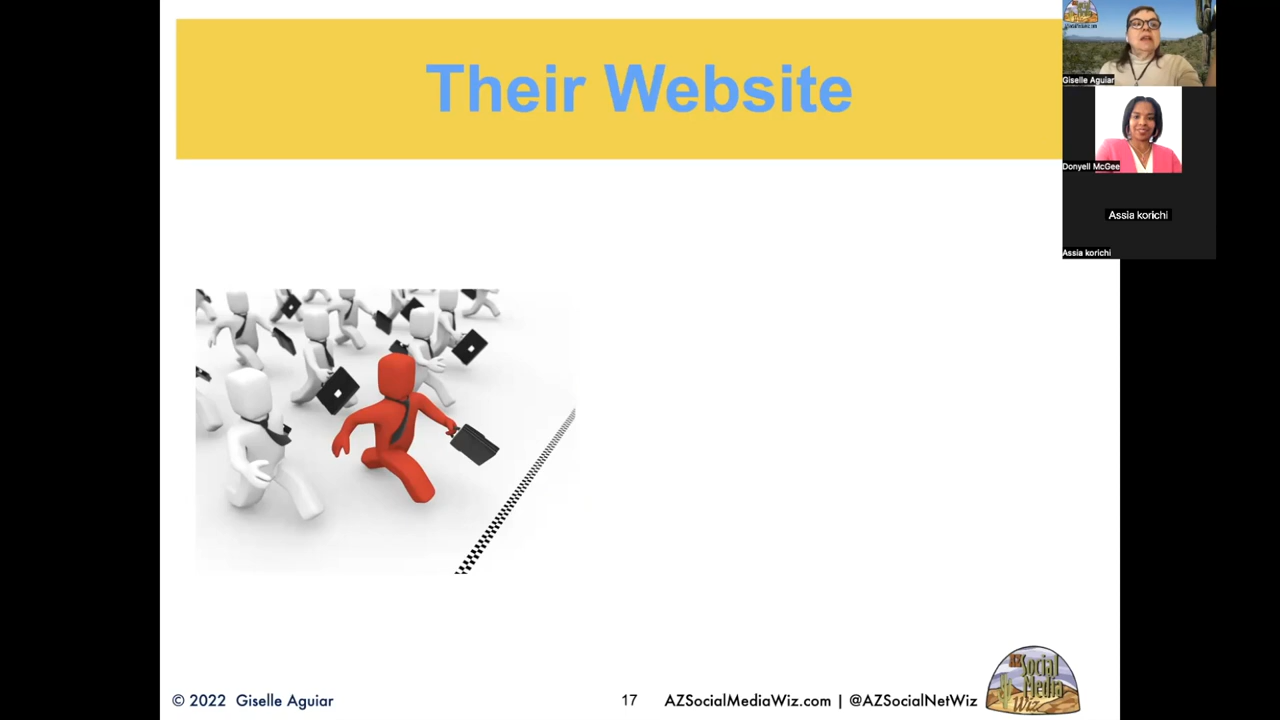 Their Website
Giselle Aguiar
Donyell McGee
Assia korichi
Assia korichi
© 2022 Giselle Aguiar
17
AZSocialMediaWiz.com | @AZSocialNetWiz
AZ Social
Media
Wiz